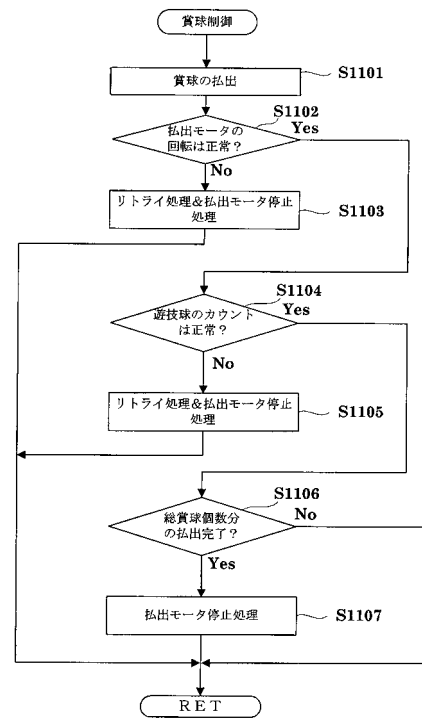 賞球制御
賞球の払出
S1101
S1102
払出モータの
回転は正常？
Yes
No
リトライ処理&払出モータ停止
処理
S1103
S1104
遊技球のカウント
は正常？
Yes
No
リトライ処理&払出モータ停止
処理
S1105
S1106
総賞球個数分
の払出完了？
No
Yes
払出モータ停止処理
S1107
RET